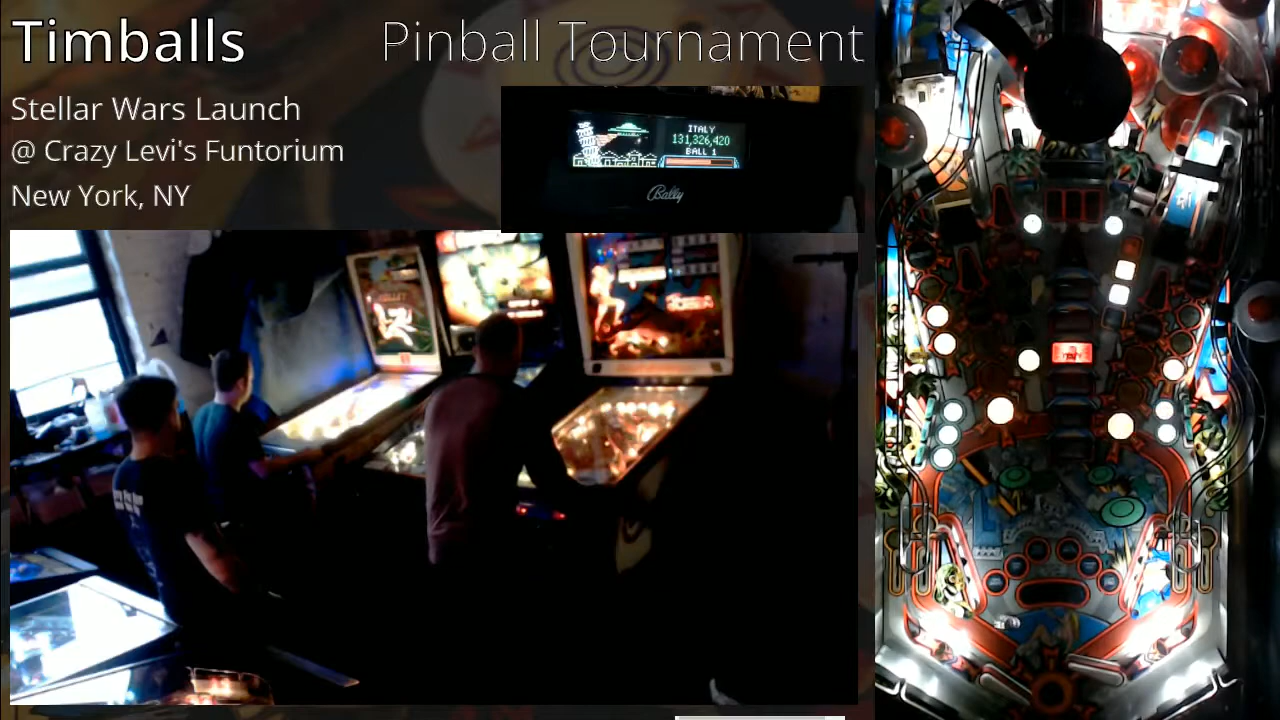 Timballs
Pinball Tournament
Stellar Wars Launch
@ Crazy Levi's Funtorium
New York, NY
ITALY
131,326,420
BALL 1
Bally